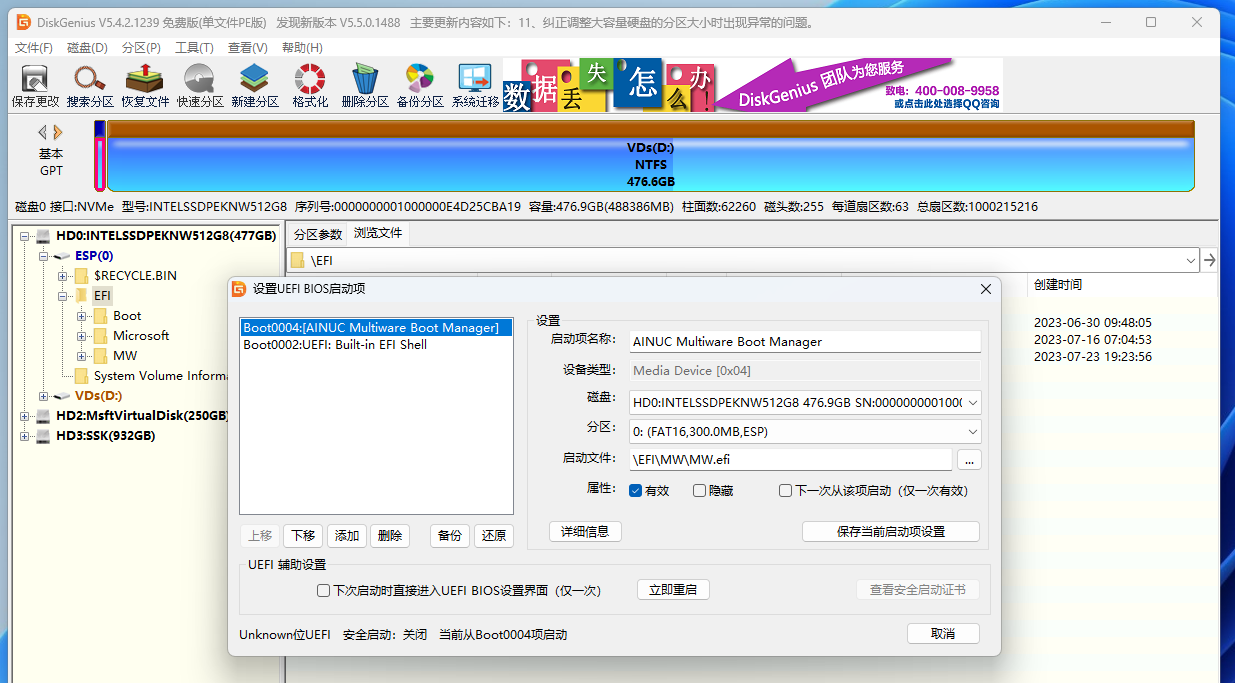 DiskGenius V5.4.2.1239 免费版(单文件PE版)   发现新版本 V5.5.0.1488   主要更新内容如下：11、纠正调整大容量硬盘的分区大小时出现异常的问题。
文件(F) 磁盘(D) 分区(P) 工具(T) 查看(V) 帮助(H)
保存更改 搜索分区 恢复文件 快速分区 新建分区 格式化 删除分区 备份分区 系统迁移
数据丢失怎么办!
DiskGenius 团队为您服务
致电：400-008-9958
或点击此处选择QQ咨询
基本
GPT
VDs(D:)
NTFS
476.6GB
磁盘0 接口:NVMe 型号:INTELSSDPEKNW512G8 序列号:0000000001000000E4D25CBA19 容量:476.9GB(488386MB) 柱面数:62260 磁头数:255 每道扇区数:63 总扇区数:1000215216
HD0:INTELSSDPEKNW512G8(477GB)
ESP(0)
$RECYCLE.BIN
EFI
Boot
Microsoft
MW
System Volume Informa
VDs(D:)
HD2:MsftVirtualDisk(250GB)
HD3:SSK(932GB)
分区参数 浏览文件
\EFI
创建时间
2023-06-30 09:48:05
2023-07-16 07:04:53
2023-07-23 19:23:56
设置UEFI BIOS启动项
Boot0004:[AINUC Multiware Boot Manager]
Boot0002:UEFI: Built-in EFI Shell
上移 下移 添加 删除 备份 还原
设置
启动项名称： AINUC Multiware Boot Manager
设备类型： Media Device [0x04]
磁盘： HD0:INTELSSDPEKNW512G8 476.9GB SN:0000000001000
分区： 0: (FAT16,300.0MB,ESP)
启动文件： \EFI\MW\MW.efi ...
属性： 有效 隐藏 下一次从该项启动（仅一次有效）
详细信息 保存当前启动项设置
UEFI 辅助设置
下次启动时直接进入UEFI BIOS设置界面（仅一次） 立即重启 查看安全启动证书
Unknown位UEFI 安全启动：关闭 当前从Boot0004项启动 取消